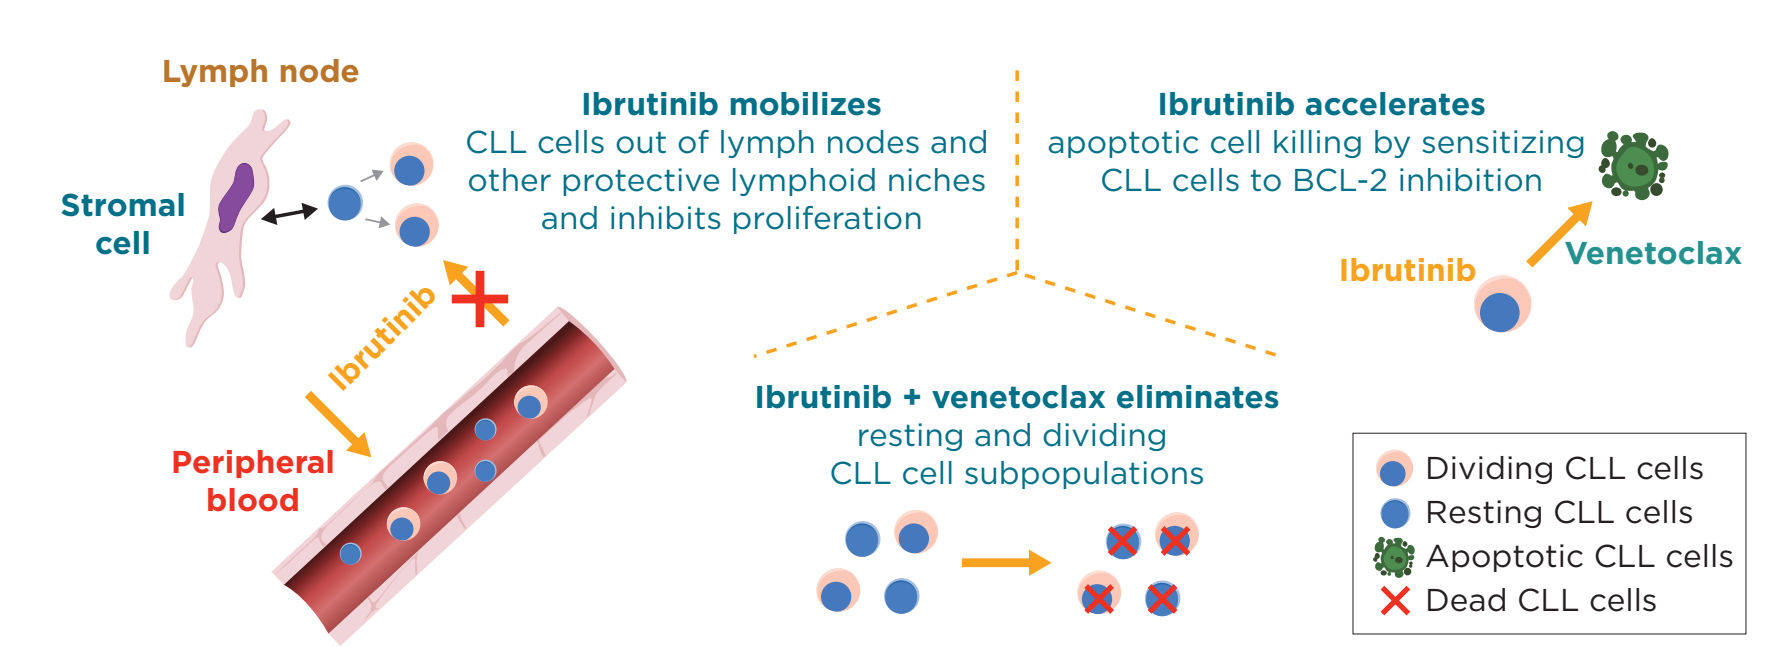 Lymph node
Stromal
cell
Ibrutinib mobilizes
CLL cells out of lymph nodes and
other protective lymphoid niches
and inhibits proliferation
Ibrutinib
Peripheral
blood
Ibrutinib accelerates
apoptotic cell killing by sensitizing
CLL cells to BCL-2 inhibition
Ibrutinib
Venetoclax
Ibrutinib + venetoclax eliminates
resting and dividing
CLL cell subpopulations
Dividing CLL cells
Resting CLL cells
Apoptotic CLL cells
Dead CLL cells